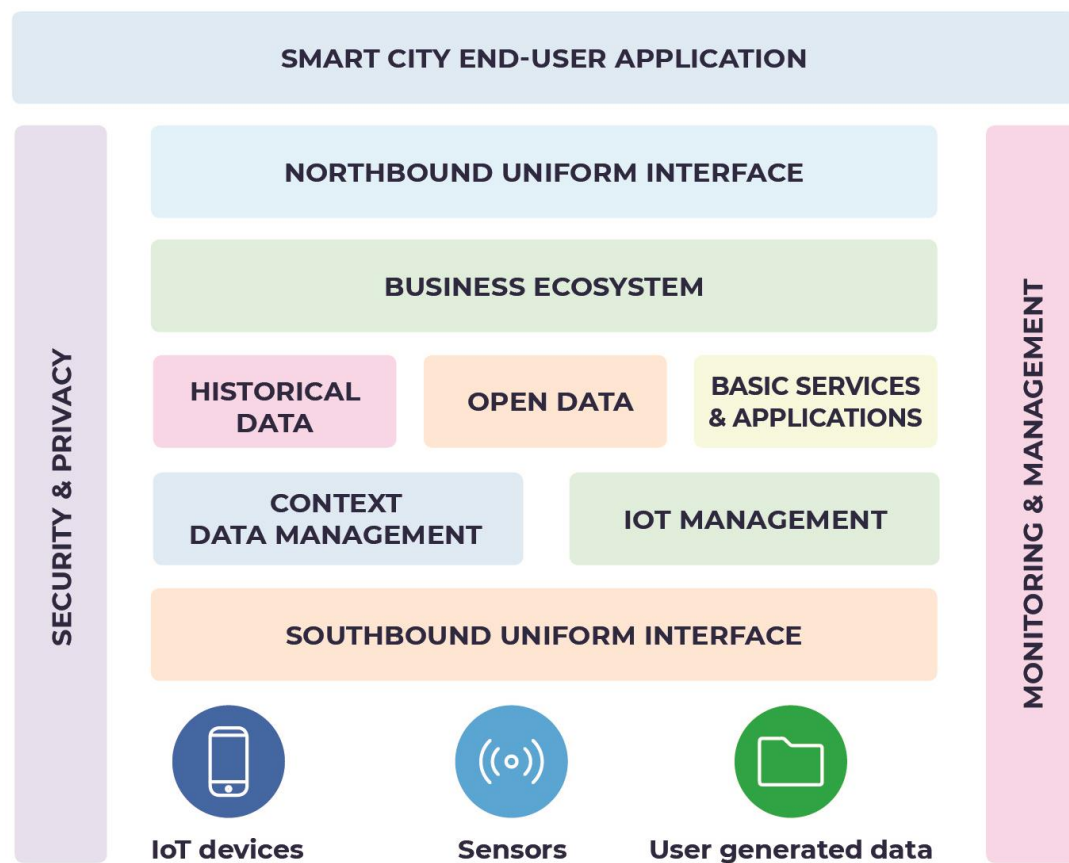 SMART CITY END-USER APPLICATION
SECURITY & PRIVACY
NORTHBOUND UNIFORM INTERFACE
BUSINESS ECOSYSTEM
HISTORICAL
DATA
OPEN DATA
BASIC SERVICES
& APPLICATIONS
CONTEXT
DATA MANAGEMENT
IOT MANAGEMENT
SOUTHBOUND UNIFORM INTERFACE
IoT devices
Sensors
User generated data
MONITORING & MANAGEMENT